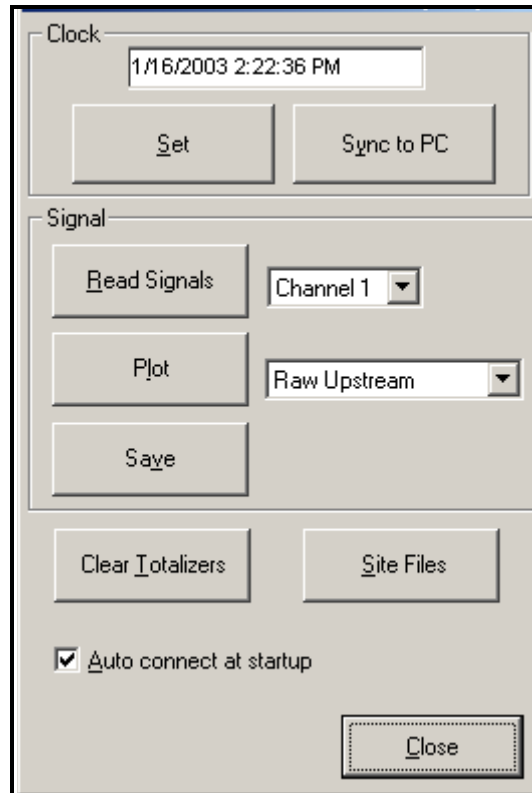 Clock
1/16/2003 2:22:36 PM
Set
Sync to PC
Signal
Read Signals
Channel 1
Plot
Raw Upstream
Save
Clear Totalizers
Site Files
Auto connect at startup
Close